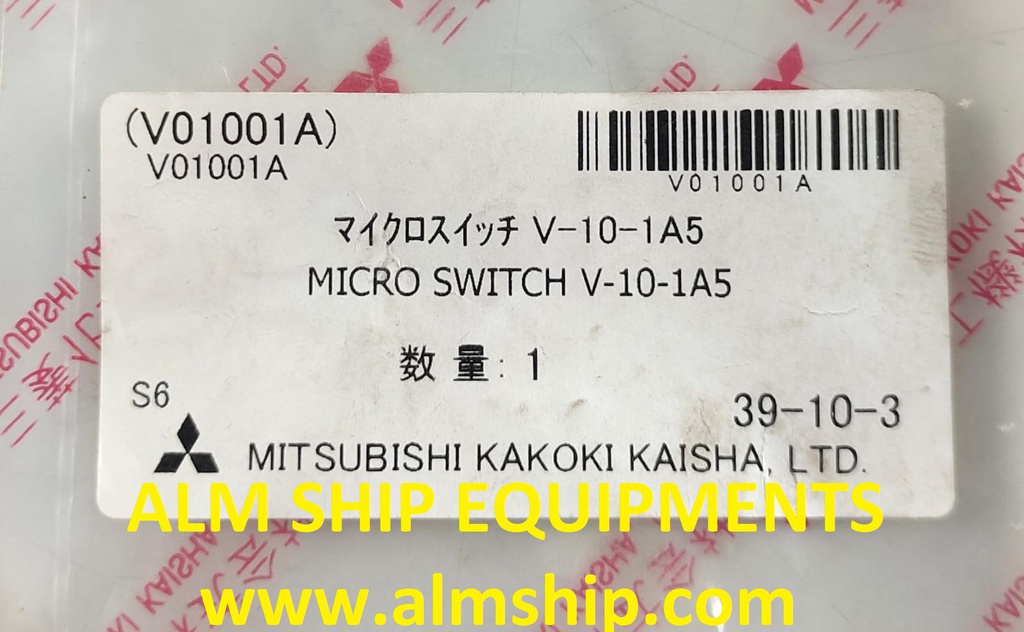 (V01001A)
V01001A
V01001A
マイクロスイッチ V-10-1A5
MICRO SWITCH V-10-1A5
数 量: 1
S6
39-10-3
MITSUBISHI KAKOKI KAISHA, LTD.
ALM SHIP EQUIPMENTS
www.almship.com